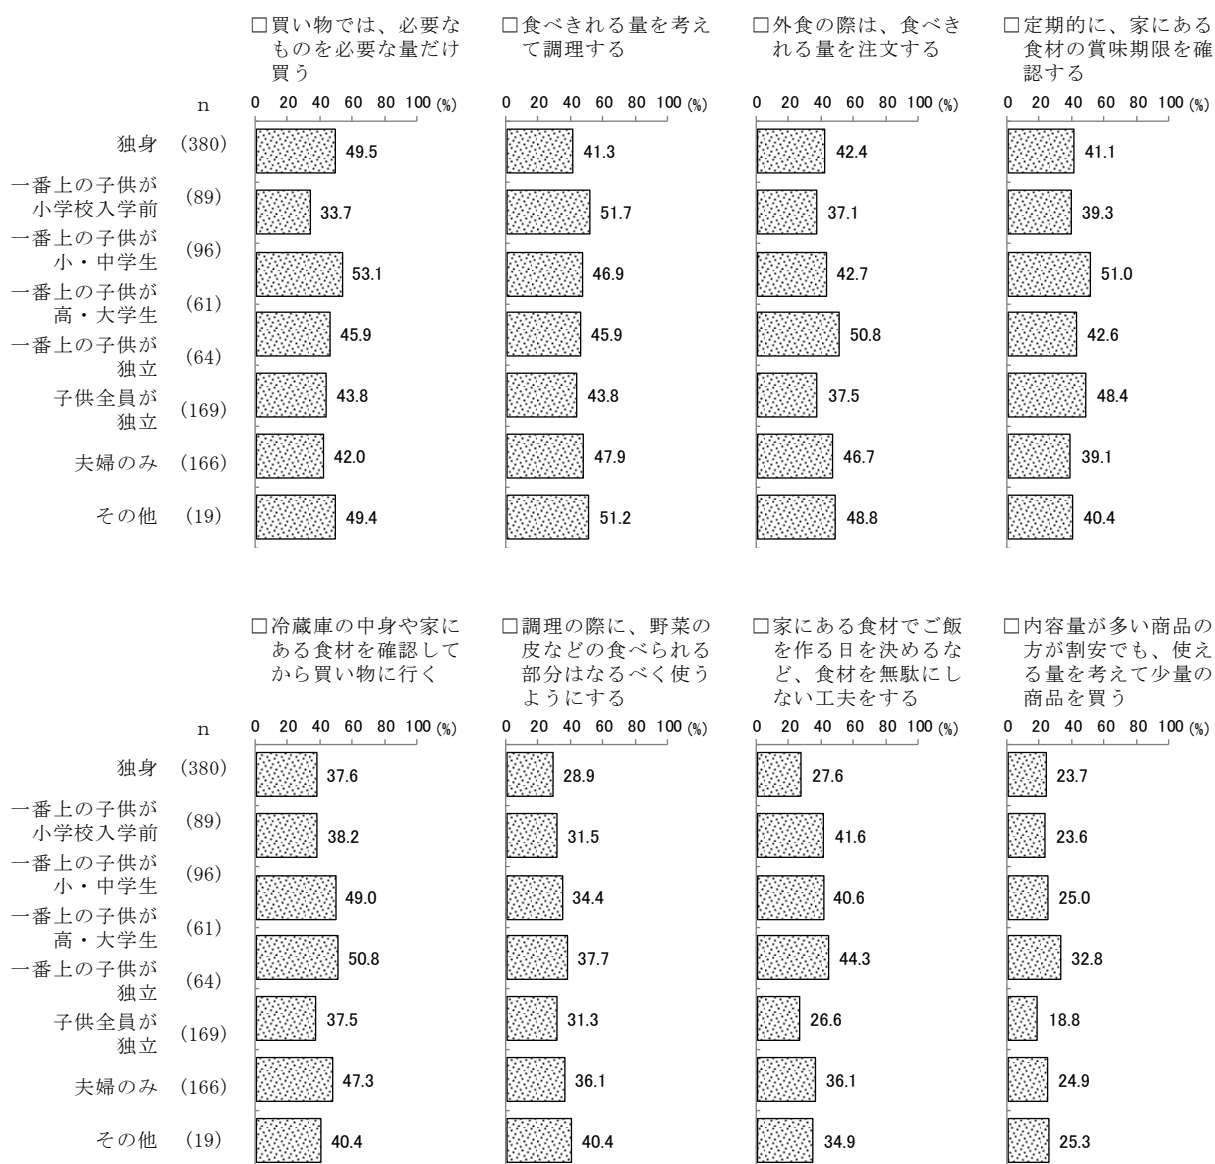 □買い物では、必要な
ものを必要な量だけ
買う
□食べきれる量を考え
て調理する
□外食の際は、食べき
れる量を注文する
□定期的に、家にある
食材の賞味期限を確
認する
n
0 20 40 60 80 100 (%)
0 20 40 60 80 100 (%)
0 20 40 60 80 100 (%)
0 20 40 60 80 100 (%)
独身 (380) 49.5 41.3 42.4 41.1
一番上の子供が
小学校入学前 (89) 33.7 51.7 37.1 39.3
一番上の子供が
小・中学生 (96) 53.1 46.9 42.7 51.0
一番上の子供が
高・大学生 (61) 45.9 45.9 50.8 42.6
一番上の子供が
独立 (64) 43.8 43.8 37.5 48.4
子供全員が
独立 (169) 42.0 47.9 46.7 39.1
夫婦のみ (166) 49.4 51.2 48.8 40.4
その他 (19)
□冷蔵庫の中身や家に
ある食材を確認して
から買い物に行く
□調理の際に、野菜の
皮などの食べられる
部分はなるべく使う
ようにする
□家にある食材でご飯
を作る日を決めるな
ど、食材を無駄にし
ない工夫をする
□内容量が多い商品の
方が割安でも、使え
る量を考えて少量の
商品を買う
n
0 20 40 60 80 100 (%)
0 20 40 60 80 100 (%)
0 20 40 60 80 100 (%)
0 20 40 60 80 100 (%)
独身 (380) 37.6 28.9 27.6 23.7
一番上の子供が
小学校入学前 (89) 38.2 31.5 41.6 23.6
一番上の子供が
小・中学生 (96) 49.0 34.4 40.6 25.0
一番上の子供が
高・大学生 (61) 50.8 37.7 44.3 32.8
一番上の子供が
独立 (64) 37.5 31.3 26.6 18.8
子供全員が
独立 (169) 47.3 36.1 36.1 24.9
夫婦のみ (166) 40.4 40.4 34.9 25.3
その他 (19)